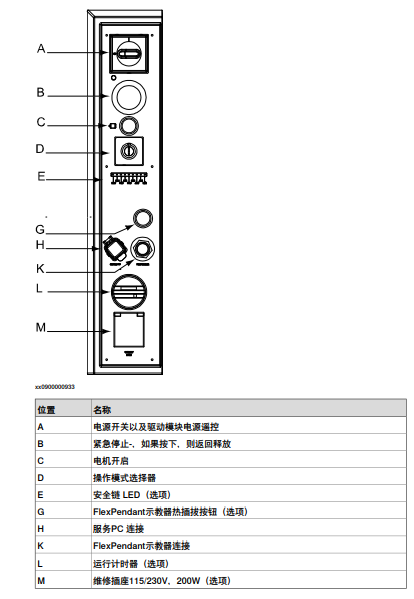 A
B
C
D
E
G
H
K
L
M
xx0900000933
位置 名称
A 电源开关以及驱动模块电源遥控
B 紧急停止-，如果按下，则返回释放
C 电机开启
D 操作模式选择器
E 安全链 LED（选项）
G FlexPendant示教器热插拔按钮（选项）
H 服务PC 连接
K FlexPendant示教器连接
L 运行计时器（选项）
M 维修插座115/230V，200W（选项）